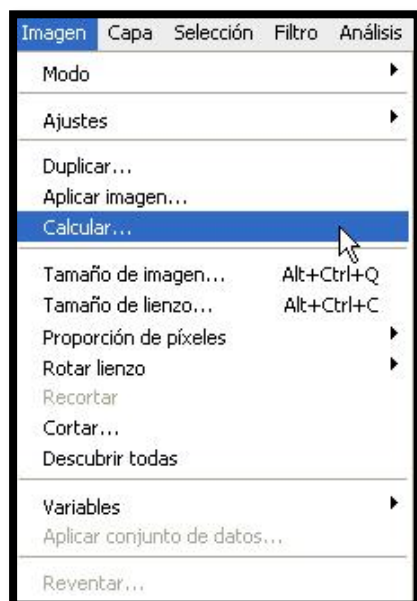 Imagen Capa Selección Filtro Análisis
Modo
Ajustes
Duplicar...
Aplicar imagen...
Calcular...
Tamaño de imagen... Alt+Ctrl+Q
Tamaño de lienzo... Alt+Ctrl+C
Proporción de píxeles
Rotar lienzo
Recortar
Cortar...
Descubrir todas
Variables
Aplicar conjunto de datos...
Reventar...